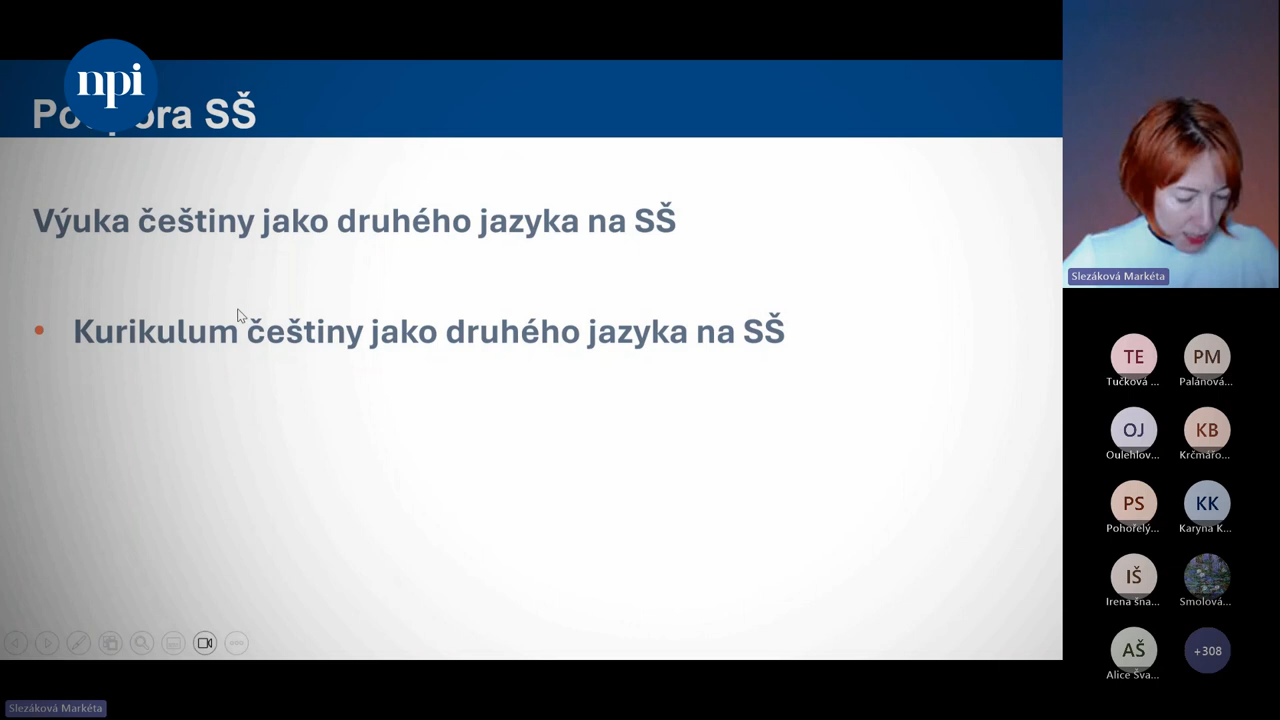 npi
Podpora SŠ
Výuka češtiny jako druhého jazyka na SŠ
• Kurikulum češtiny jako druhého jazyka na SŠ
Slezáková Markéta
TE
Tučková ...
PM
Palánová...
OJ
Oulehlov...
KB
Krčmářo...
PS
Pohořelý...
KK
Karyna K...
IŠ
Irena šna...
Smolová...
AŠ
Alice Šva...
+308
Slezáková Markéta